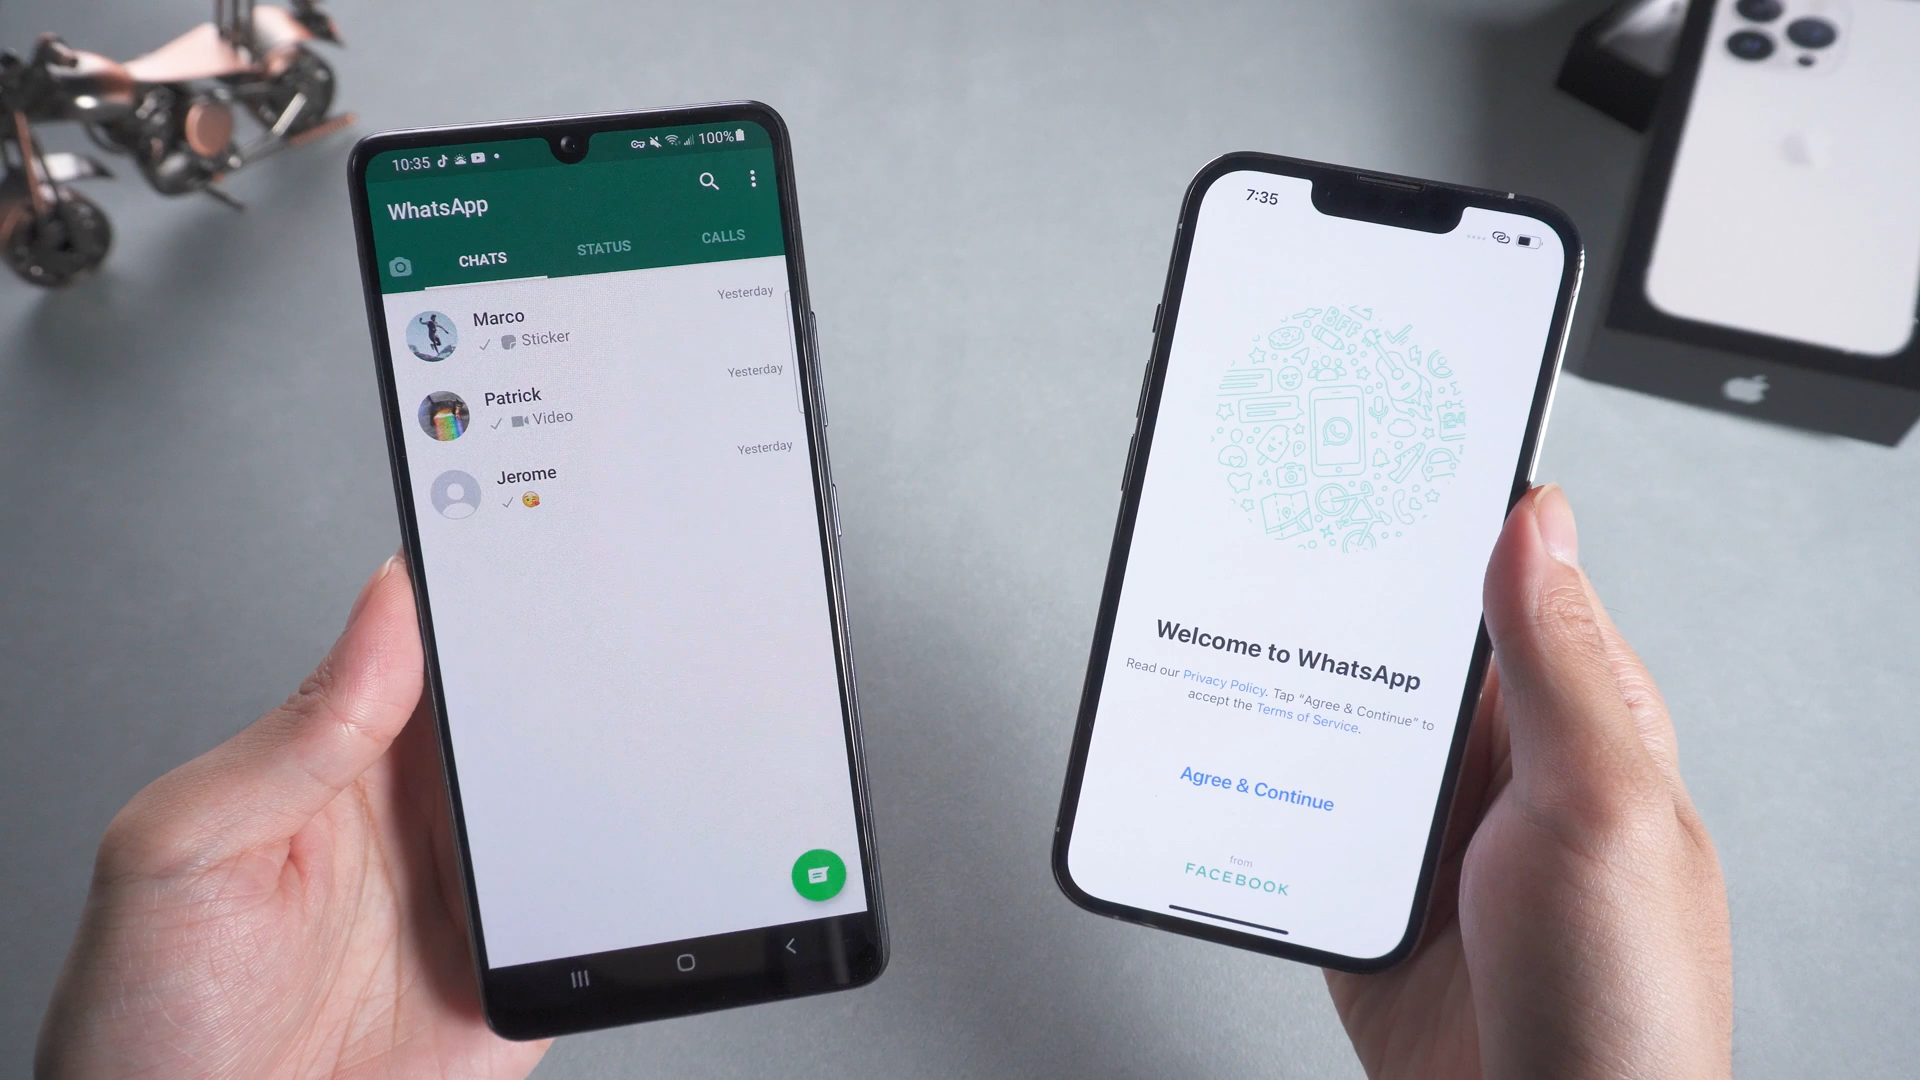 10:35
100%
WhatsApp
CHATS
STATUS
CALLS
Marco
Yesterday
Sticker
Patrick
Yesterday
Video
Jerome
Yesterday
7:35
BFF
Welcome to WhatsApp
Read our Privacy Policy. Tap “Agree & Continue” to
accept the Terms of Service.
Agree & Continue
from
FACEBOOK